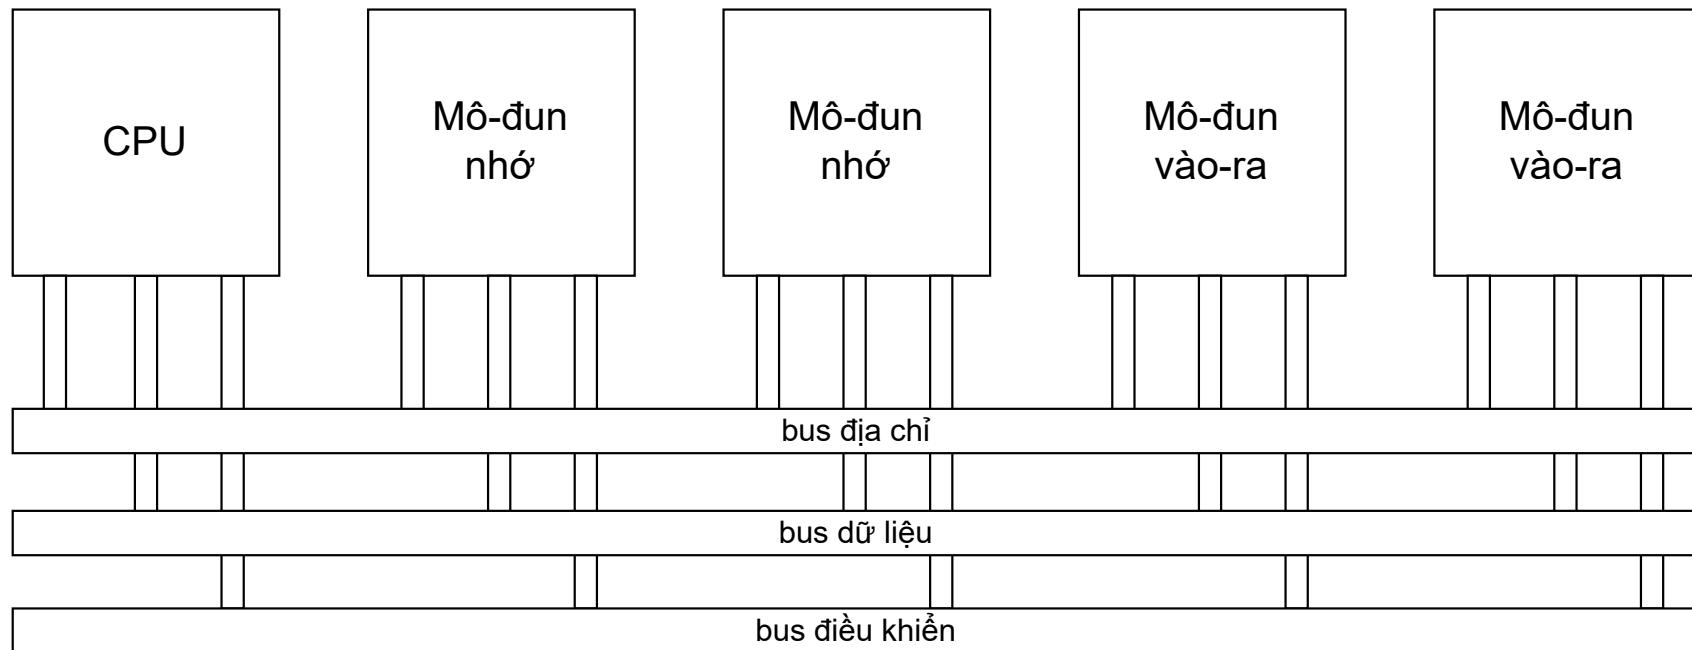 CPU
Mô-đun
nhớ
Mô-đun
nhớ
Mô-đun
vào-ra
Mô-đun
vào-ra
bus địa chỉ
bus dữ liệu
bus điều khiển